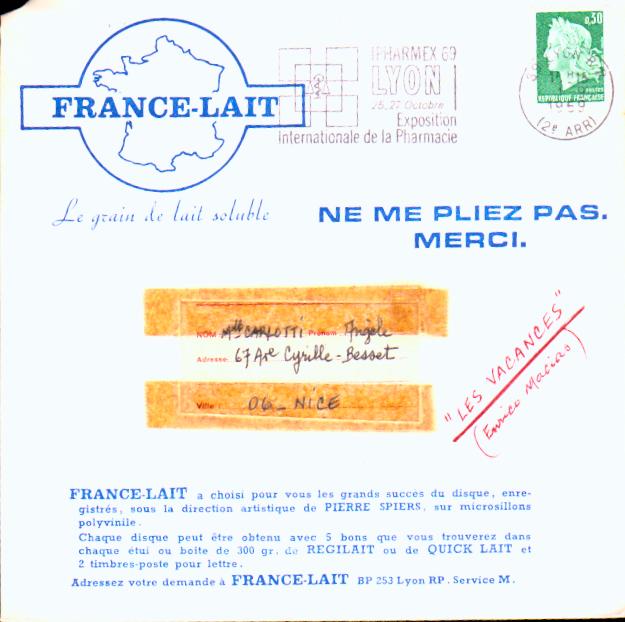 FRANCE-LAIT
Le grain de lait soluble
IPHARMEX 69
LYON
25,27 Octobre
Exposition
Internationale de la Pharmacie
0,30
POSTES
REPUBLIQUE FRANÇAISE
1969
(2e ARR)
NE ME PLIEZ PAS.
MERCI.
NOM Mlle CARLOTTI Prénom Angèle
Adresse: 67 Ave Cyrille-Besset
Ville: 06_ NICE
"LES VACANCES"
(Enrico Macias)
FRANCE-LAIT a choisi pour vous les grands succès du disque, enre-
gistrés, sous la direction artistique de PIERRE SPIERS, sur microsillons
polyvinile.
Chaque disque peut être obtenu avec 5 bons que vous trouverez dans
chaque étui ou boîte de 300 gr. de REGILAIT ou de QUICK LAIT et
2 timbres-poste pour lettre.
Adressez votre demande à FRANCE-LAIT BP 253 Lyon RP. Service M.